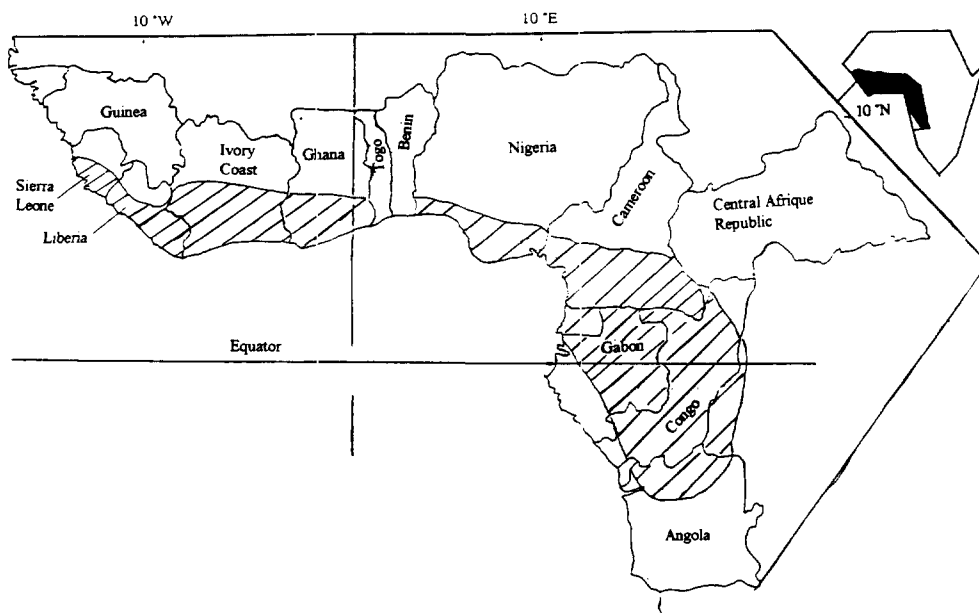 10 °W
10 °E
10 °N
Guinea
Ivory
Coast
Ghana
Togo
Benin
Nigeria
Cameroon
Central Afrique
Republic
Sierra
Leone
Liberia
Equator
Gabon
Congo
Angola